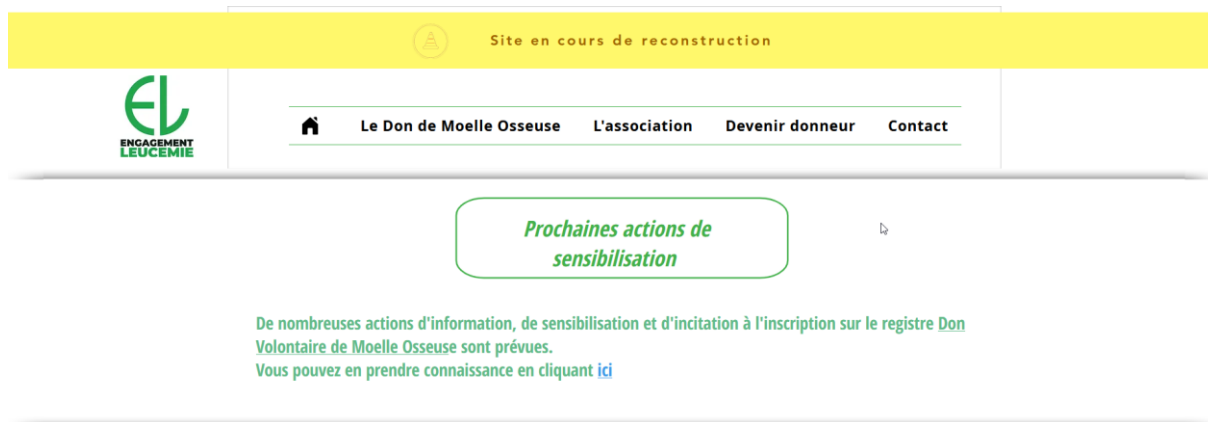 Site en cours de reconstruction
EL
ENGAGEMENT
LEUCEMIE
Le Don de Moelle Osseuse L'association Devenir donneur Contact
Prochaines actions de
sensibilisation
De nombreuses actions d'information, de sensibilisation et d'incitation à l'inscription sur le registre Don
Volontaire de Moelle Osseuse sont prévues.
Vous pouvez en prendre connaissance en cliquant ici